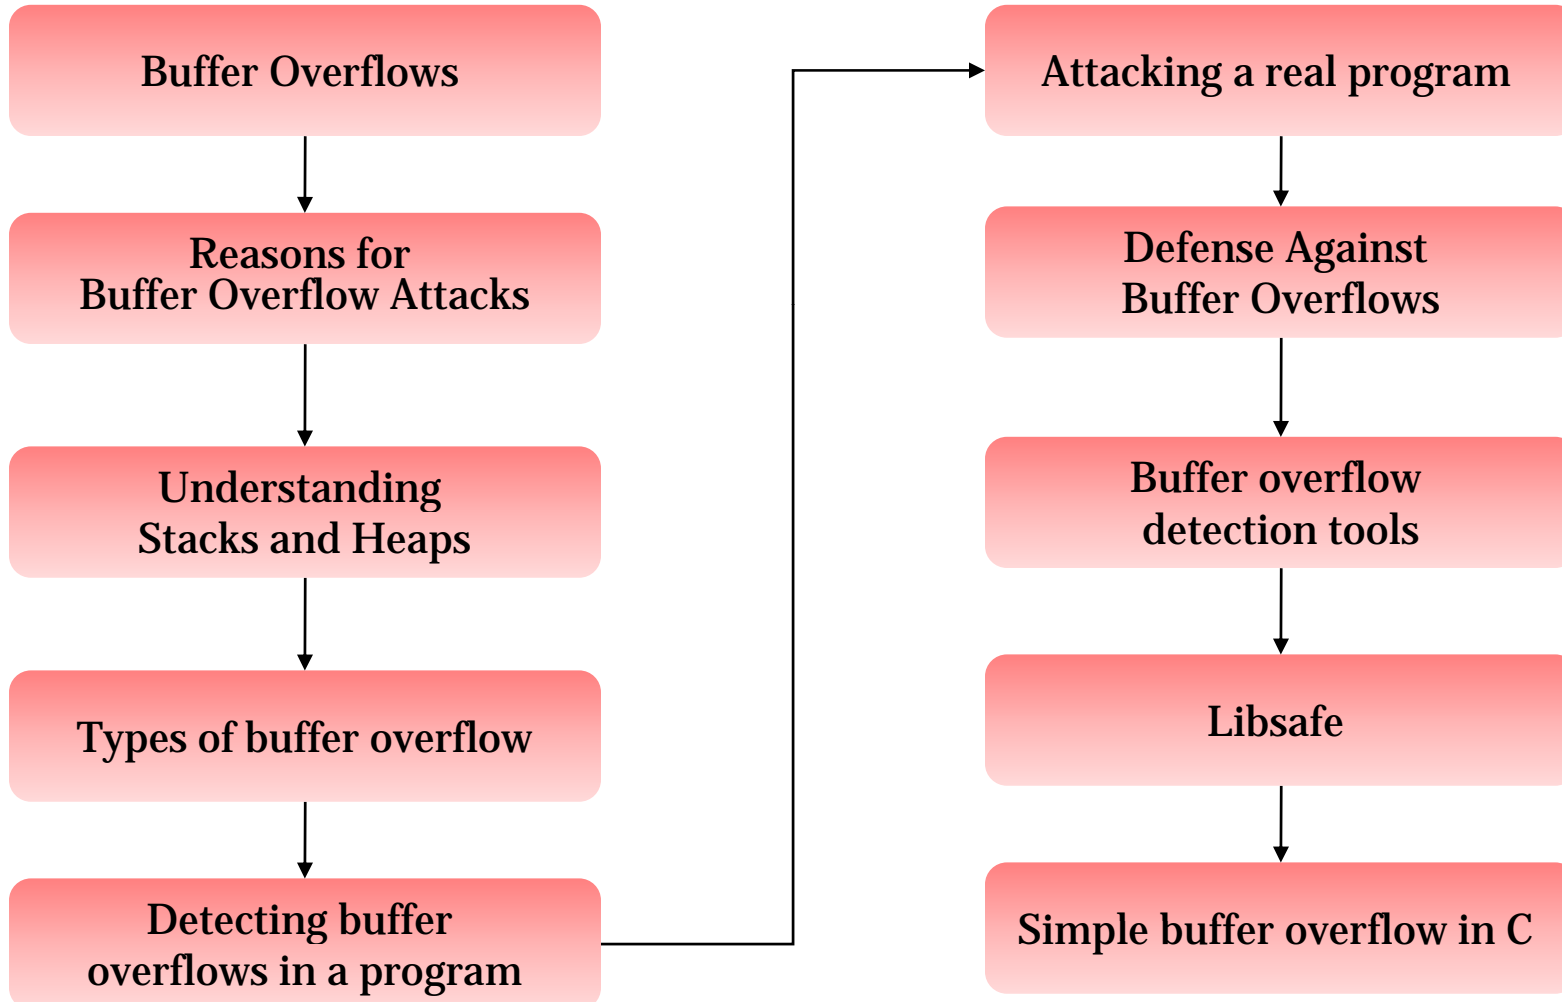 Buffer Overflows
Reasons for
Buffer Overflow Attacks
Understanding
Stacks and Heaps
Types of buffer overflow
Detecting buffer
overflows in a program
Attacking a real program
Defense Against
Buffer Overflows
Buffer overflow
detection tools
Libsafe
Simple buffer overflow in C